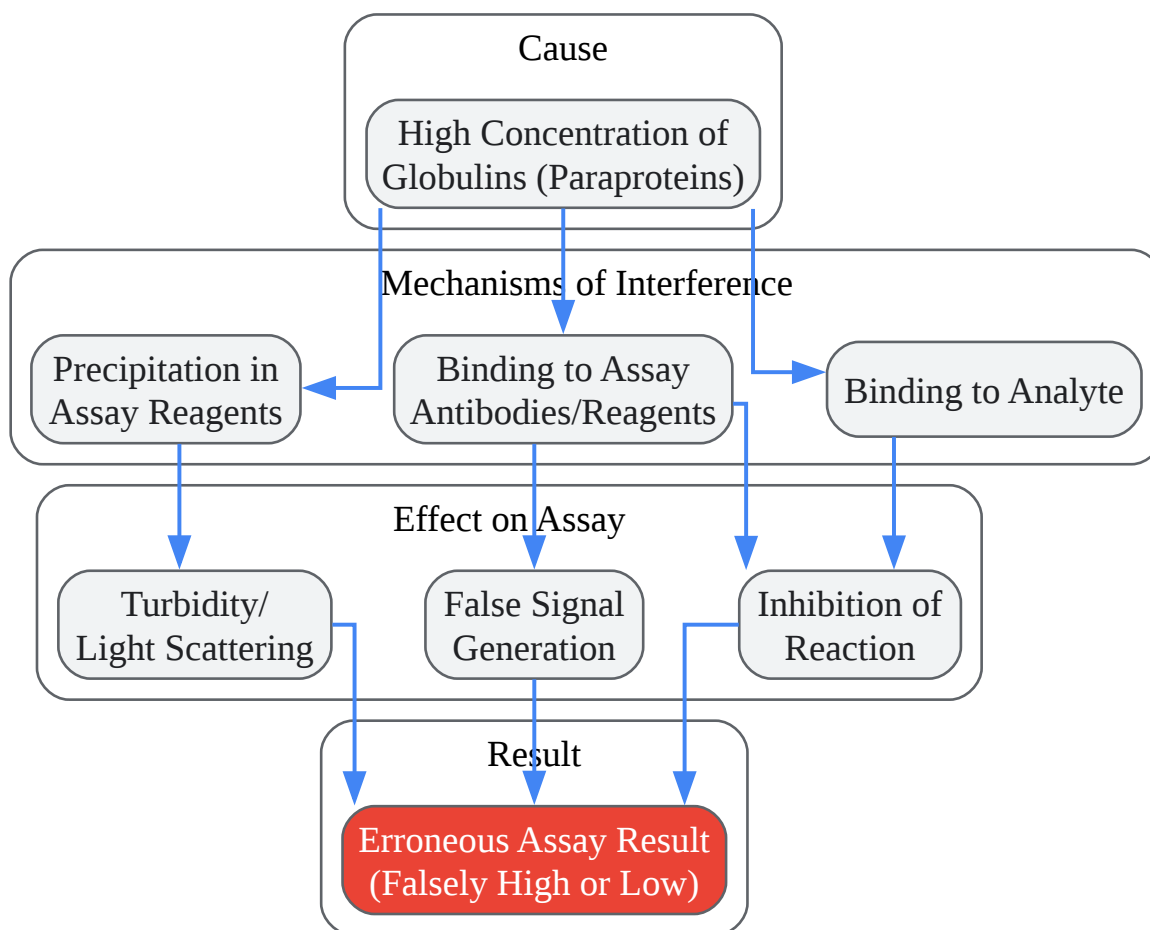 Cause
High Concentration of
Globulins (Paraproteins)
Mechanisms of Interference
Precipitation in
Assay Reagents
Binding to Assay
Antibodies/Reagents
Binding to Analyte
Effect on Assay
Turbidity/
Light Scattering
False Signal
Generation
Inhibition of
Reaction
Result
Erroneous Assay Result
(Falsely High or Low)